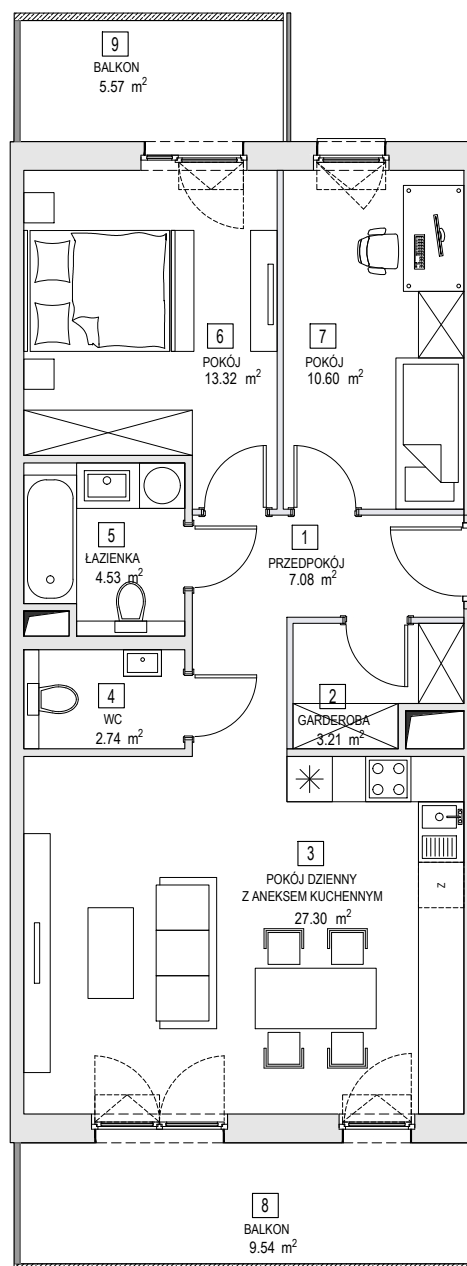 9
BALKON
5.57 m²
6
POKÓJ
13.32 m²
7
POKÓJ
10.60 m²
1
PRZEDPOKÓJ
7.08 m²
5
ŁAZIENKA
4.53 m²
2
GARDEROBA
3.21 m²
4
WC
2.74 m²
3
POKÓJ DZIENNY
Z ANEKSEM KUCHENNYM
27.30 m²
Z
8
BALKON
9.54 m²